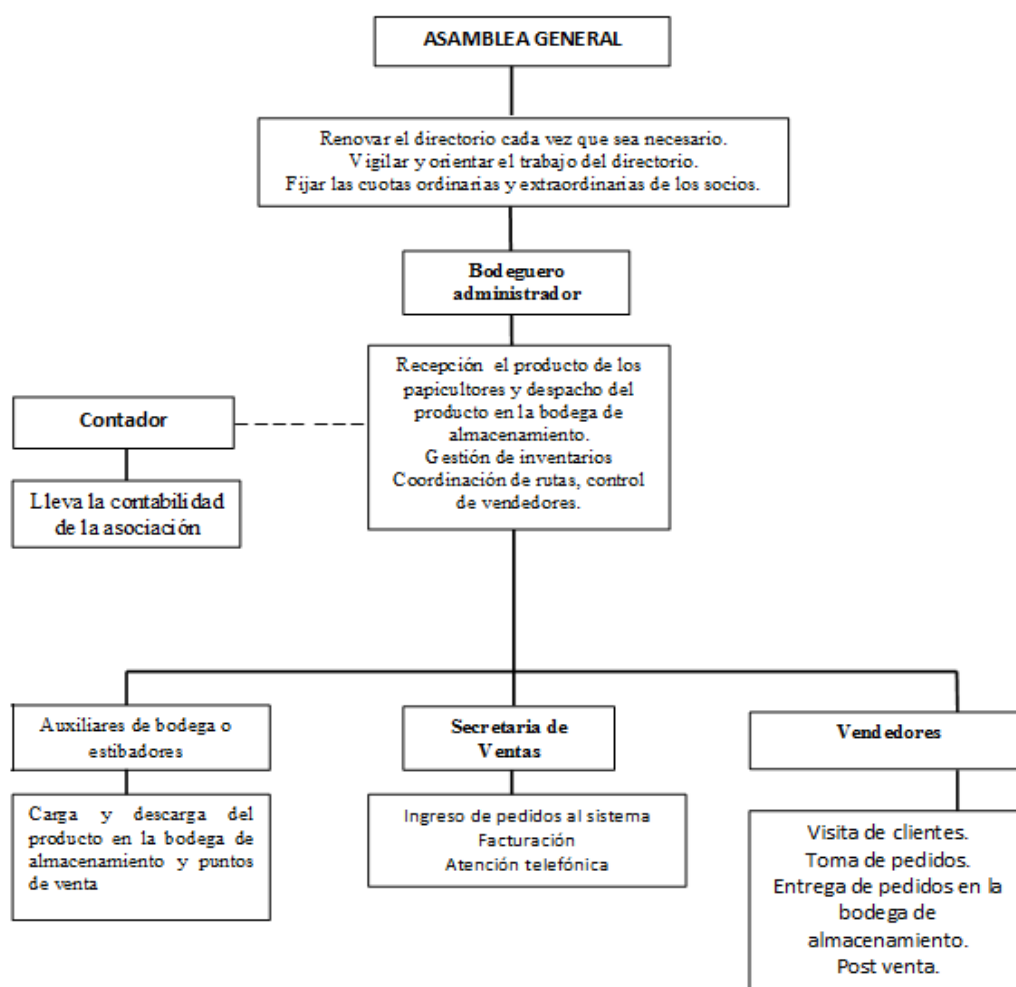 ASAMBLEA GENERAL
Renovar el directorio cada vez que sea necesario.
Vigilar y orientar el trabajo del directorio.
Fijar las cuotas ordinarias y extraordinarias de los socios.
Bodeguero
administrador
Recepción el producto de los
papicultores y despacho del
producto en la bodega de
almacenamiento.
Gestión de inventarios
Coordinación de rutas, control
de vendedores.
Contador
Lleva la contabilidad
de la asociación
Auxiliares de bodega o
estibadores
Carga y descarga del
producto en la bodega de
almacenamiento y puntos
de venta
Secretaria de
Ventas
Ingreso de pedidos al sistema
Facturación
Atención telefónica
Vendedores
Visita de clientes.
Toma de pedidos.
Entrega de pedidos en la
bodega de
almacenamiento.
Post venta.